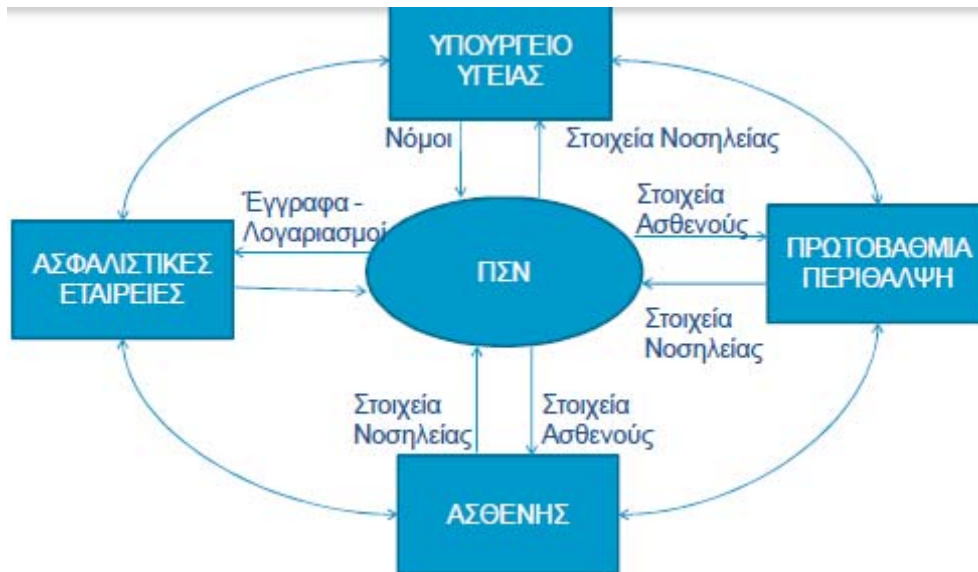 ΥΠΟΥΡΓΕΙΟ
ΥΓΕΙΑΣ
Νόμοι
Στοιχεία Νοσηλείας
Έγγραφα -
Λογαριασμοί
Στοιχεία
Ασθενούς
ΑΣΦΑΛΙΣΤΙΚΕΣ
ΕΤΑΙΡΕΙΕΣ
ΠΣΝ
ΠΡΩΤΟΒΑΘΜΙΑ
ΠΕΡΙΘΑΛΨΗ
Στοιχεία
Νοσηλείας
Στοιχεία
Νοσηλείας
Στοιχεία
Ασθενούς
ΑΣΘΕΝΗΣ